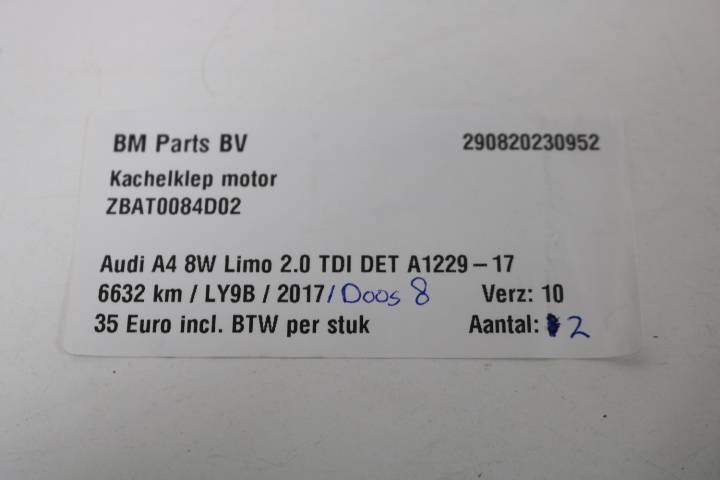 BM Parts BV 290820230952
Kachelklep motor
ZBAT0084D02
Audi A4 8W Limo 2.0 TDI DET A1229-17
6632 km / LY9B / 2017 / Doos 8 Verz: 10
35 Euro incl. BTW per stuk Aantal: 2